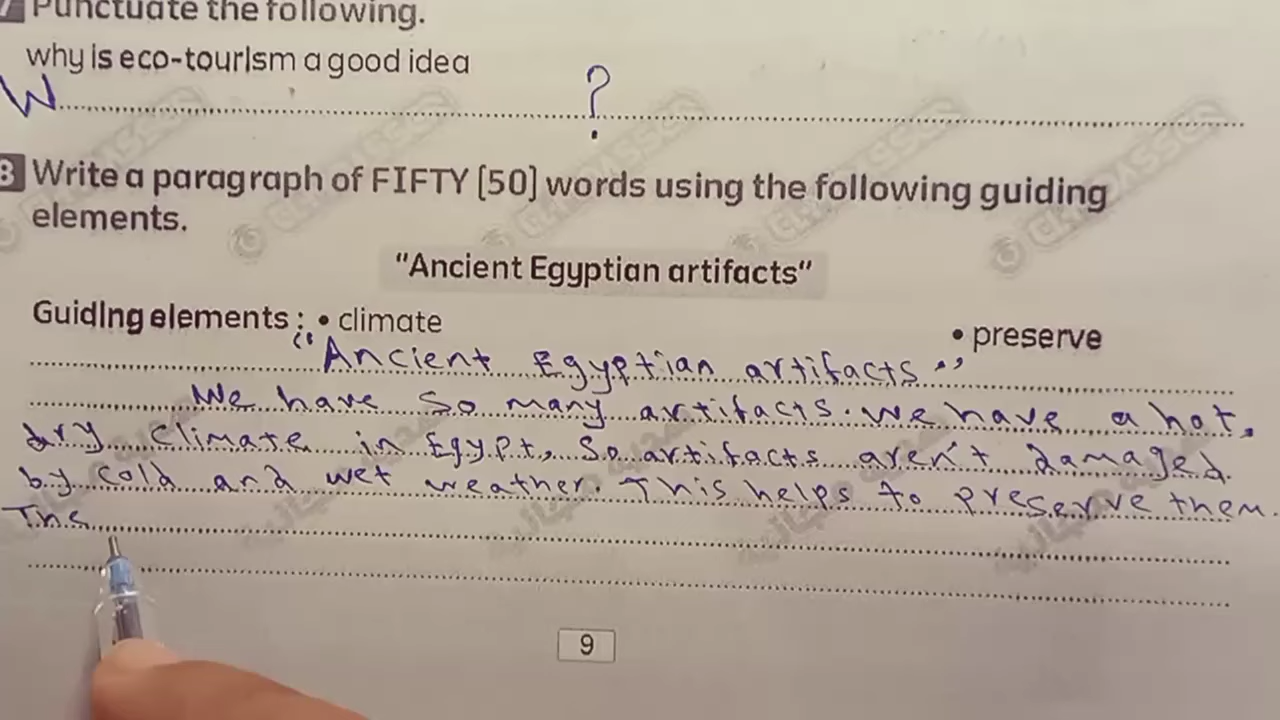 7 Punctuate the following.
why is eco-tourism a good idea
W ?
8 Write a paragraph of FIFTY [50] words using the following guiding
elements.
"Ancient Egyptian artifacts"
Guiding elements : • climate • preserve
"Ancient Egyptian artifacts"
We have so many artifacts. We have a hot,
dry climate in Egypt, So artifacts aren't damaged
by cold and wet weather. This helps to preserve them.
The
9